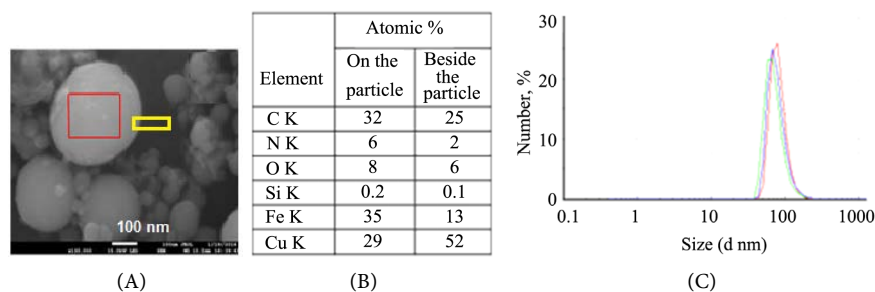 100 nm
(A)
Atomic %
Element
On the particle
Beside the particle
C K 32 25
N K 6 2
O K 8 6
Si K 0.2 0.1
Fe K 35 13
Cu K 29 52
(B)
Number, %
30
20
10
0
0.1 1 10 100 1000
Size (d nm)
(C)